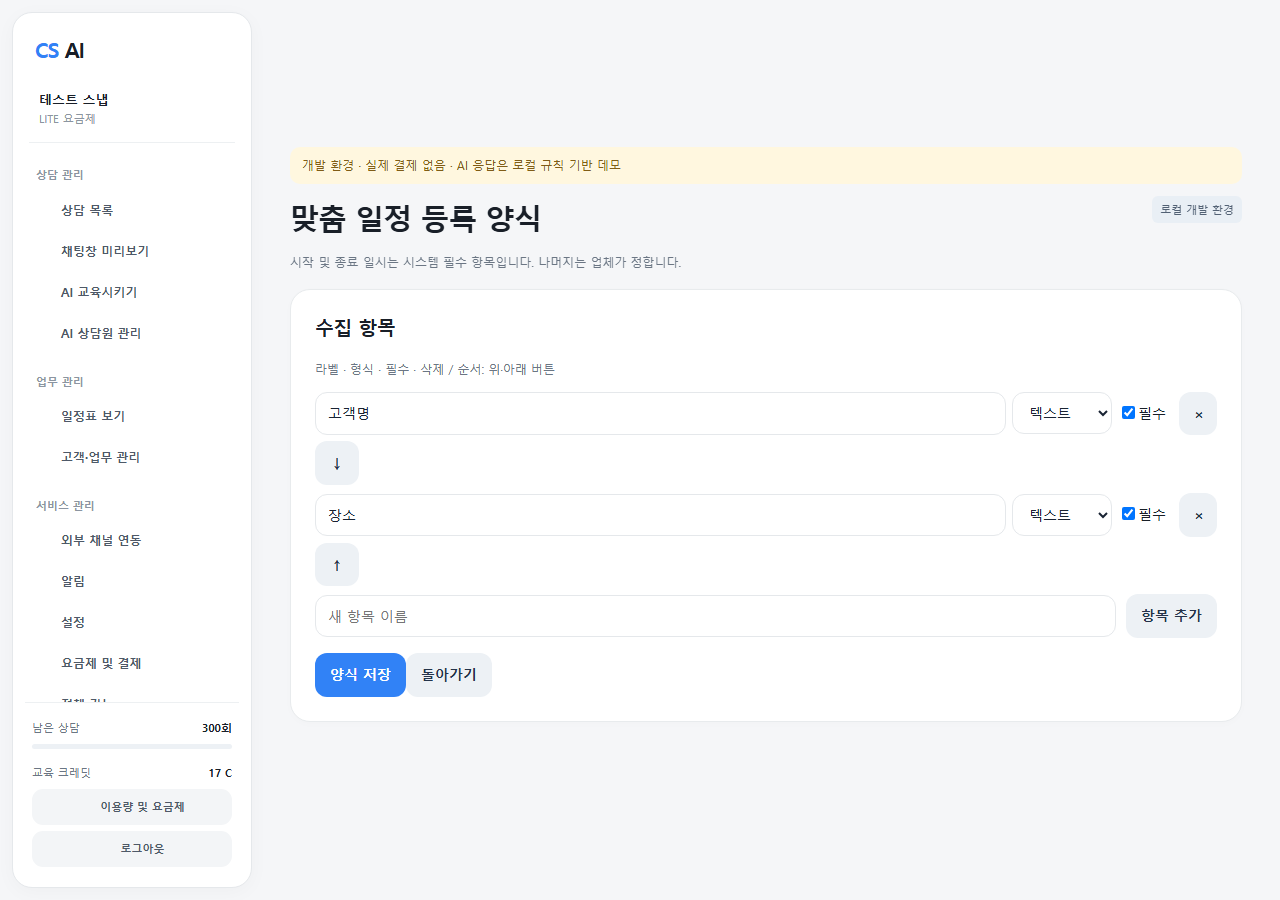 CS AI
테스트 스냅
LITE 요금제
상담 관리
상담 목록
채팅창 미리보기
AI 교육시키기
AI 상담원 관리
업무 관리
일정표 보기
고객·업무 관리
서비스 관리
외부 채널 연동
알림
설정
요금제 및 결제
남은 상담 300회
교육 크레딧 17 C
이용량 및 요금제
로그아웃
개발 환경 · 실제 결제 없음 · AI 응답은 로컬 규칙 기반 데모
맞춤 일정 등록 양식
로컬 개발 환경
시작 및 종료 일시는 시스템 필수 항목입니다. 나머지는 업체가 정합니다.
수집 항목
라벨 · 형식 · 필수 · 삭제 / 순서: 위·아래 버튼
고객명 텍스트 필수 ×
↓
장소 텍스트 필수 ×
↑
새 항목 이름 항목 추가
양식 저장 돌아가기